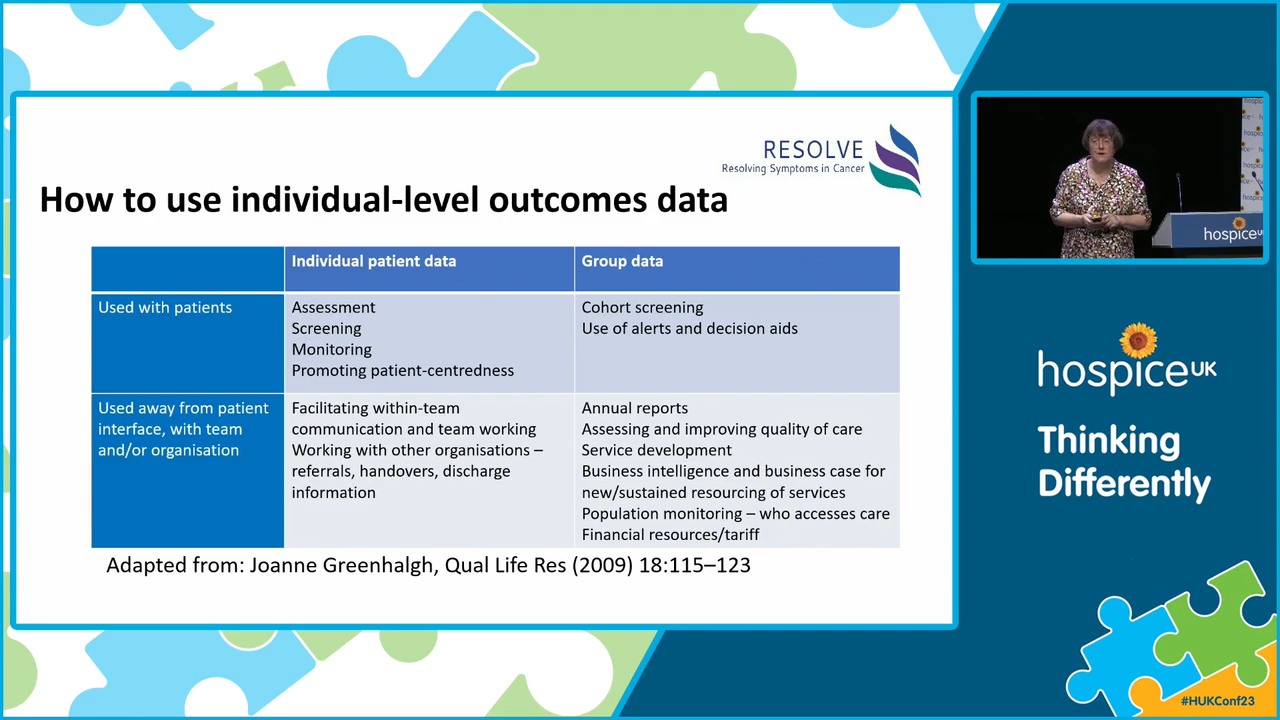 RESOLVE
Resolving Symptoms in Cancer
How to use individual-level outcomes data
Individual patient data
Group data
Used with patients
Assessment
Screening
Monitoring
Promoting patient-centredness
Cohort screening
Use of alerts and decision aids
Used away from patient
interface, with team
and/or organisation
Facilitating within-team
communication and team working
Working with other organisations –
referrals, handovers, discharge
information
Annual reports
Assessing and improving quality of care
Service development
Business intelligence and business case for
new/sustained resourcing of services
Population monitoring – who accesses care
Financial resources/tariff
Adapted from: Joanne Greenhalgh, Qual Life Res (2009) 18:115–123
hospice
hospice UK
Thinking
Differently
#HUKConf23